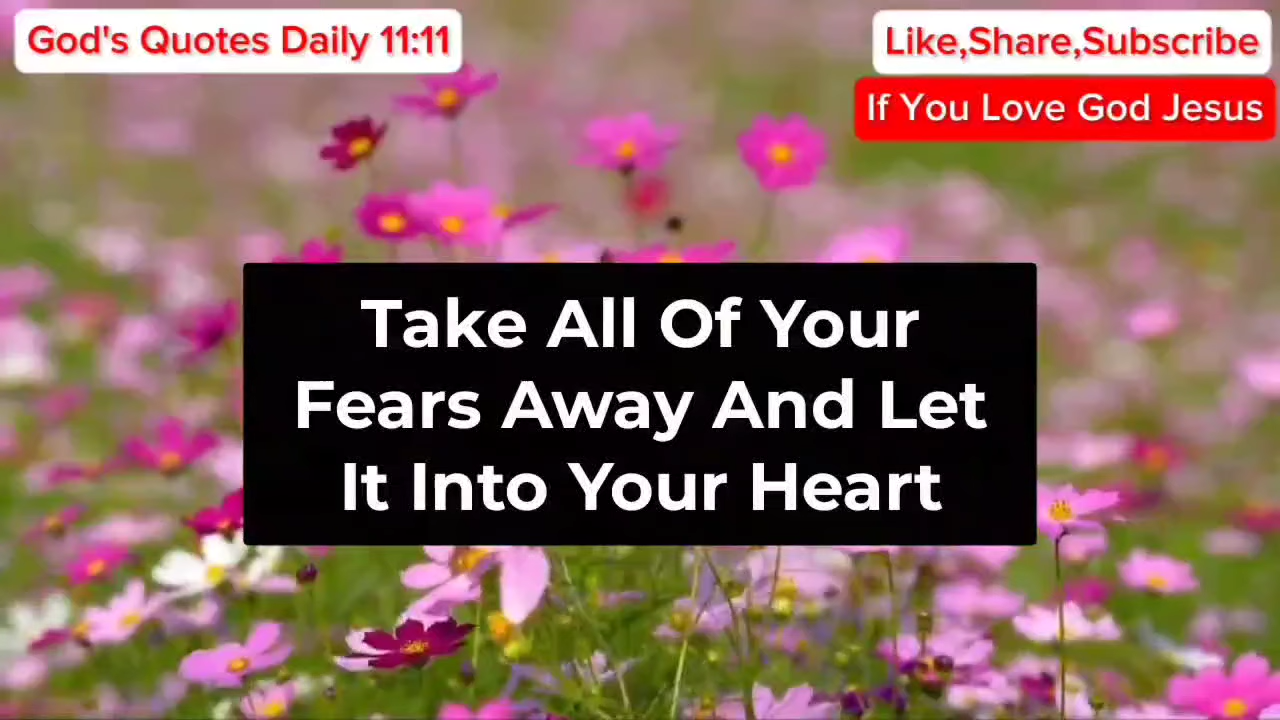 God's Quotes Daily 11:11
Like,Share,Subscribe
If You Love God Jesus
Take All Of Your
Fears Away And Let
It Into Your Heart